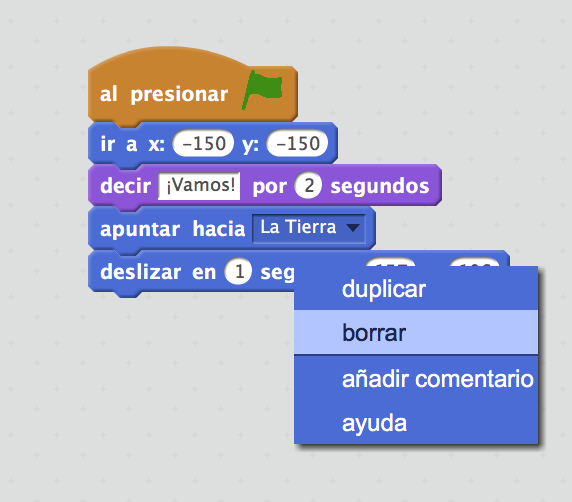 al presionar
ir a x: -150 y: -150
decir ¡Vamos! por 2 segundos
apuntar hacia La Tierra
deslizar en 1 seg
duplicar
borrar
añadir comentario
ayuda